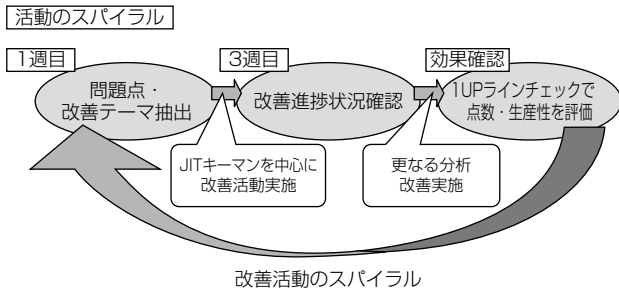 活動のスパイラル
1週目
3週目
効果確認
問題点・
改善テーマ抽出
改善進捗状況確認
1UPラインチェックで
点数・生産性を評価
JITキーマンを中心に
改善活動実施
更なる分析
改善実施
改善活動のスパイラル